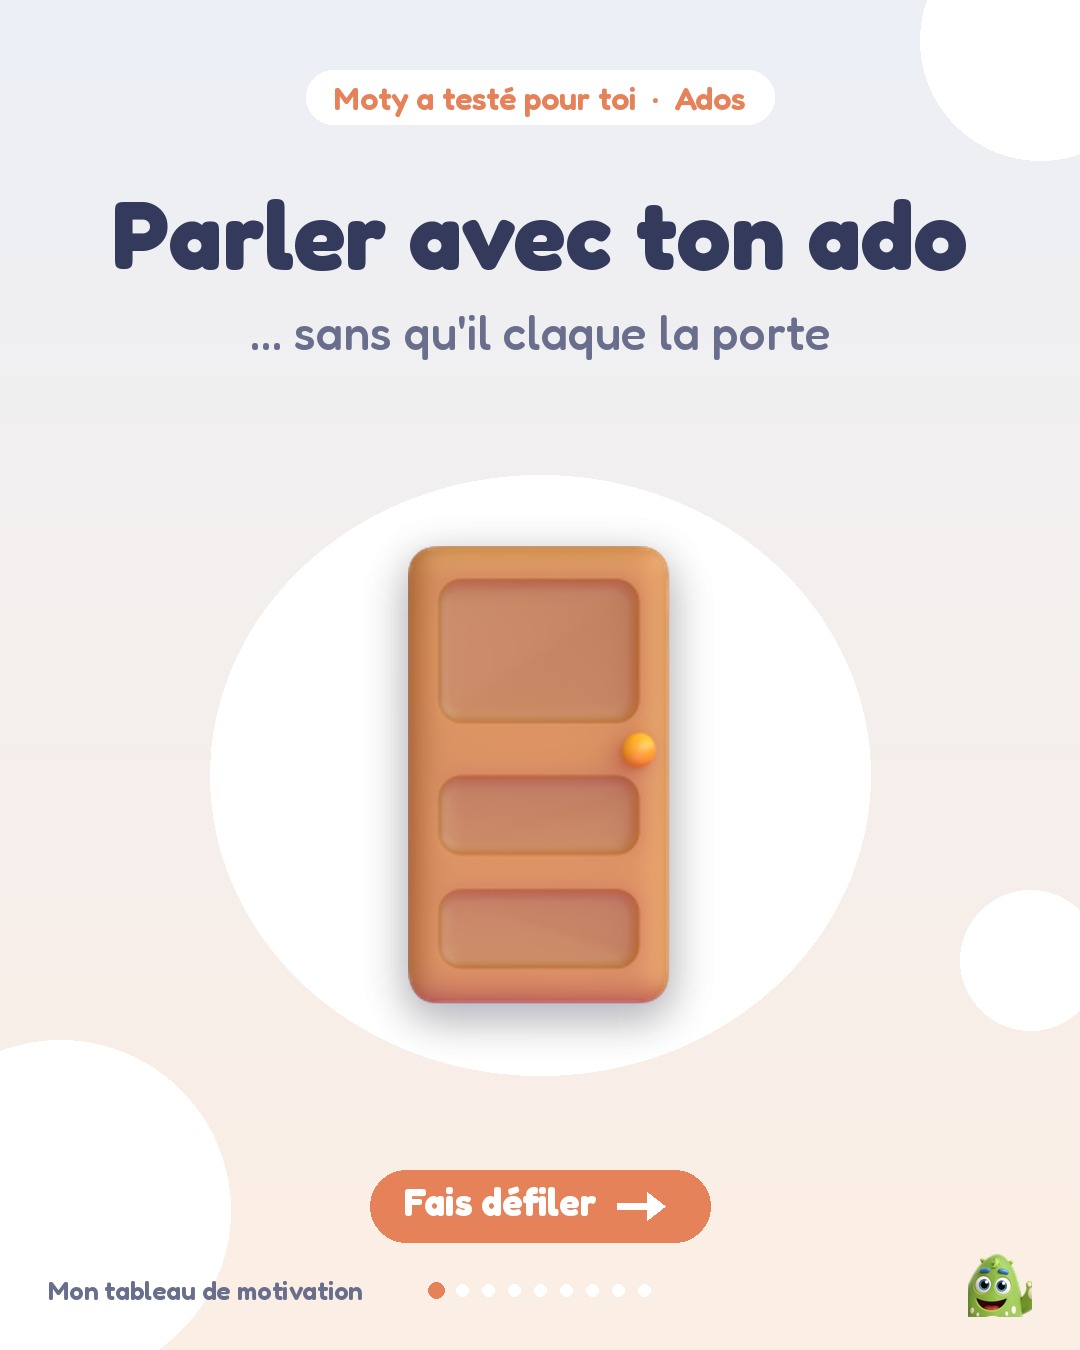 Moty a testé pour toi · Ados
Parler avec ton ado
... sans qu'il claque la porte
Fais défiler →
Mon tableau de motivation